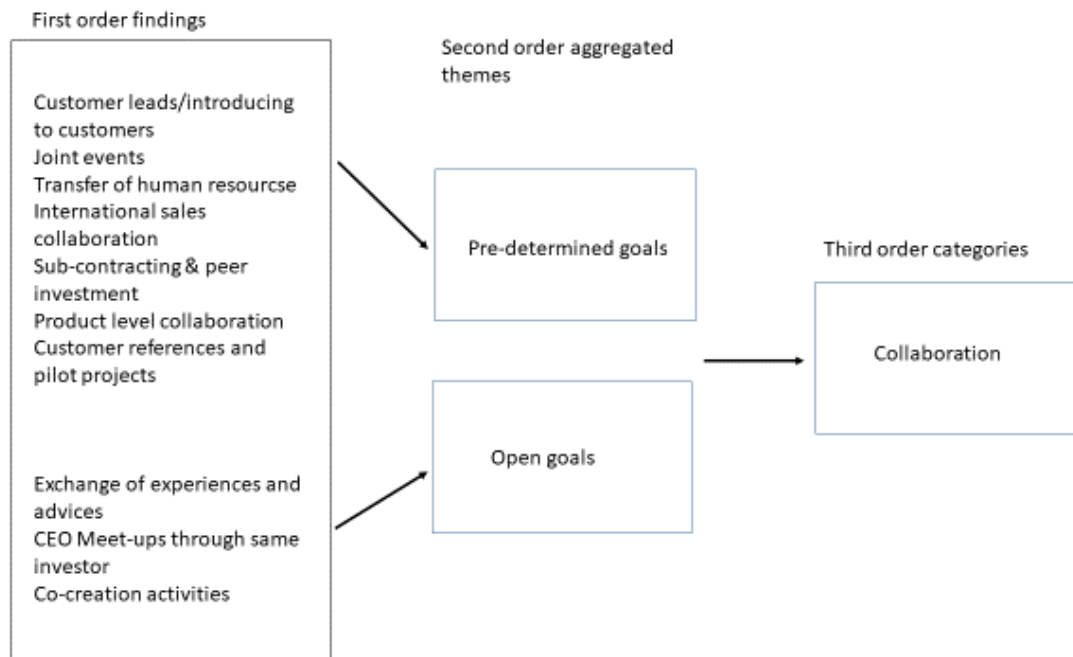 First order findings
Customer leads/introducing
to customers
Joint events
Transfer of human resourcse
International sales
collaboration
Sub-contracting & peer
investment
Product level collaboration
Customer references and
pilot projects
Exchange of experiences and
advices
CEO Meet-ups through same
investor
Co-creation activities
Second order aggregated
themes
Pre-determined goals
Open goals
Third order categories
Collaboration